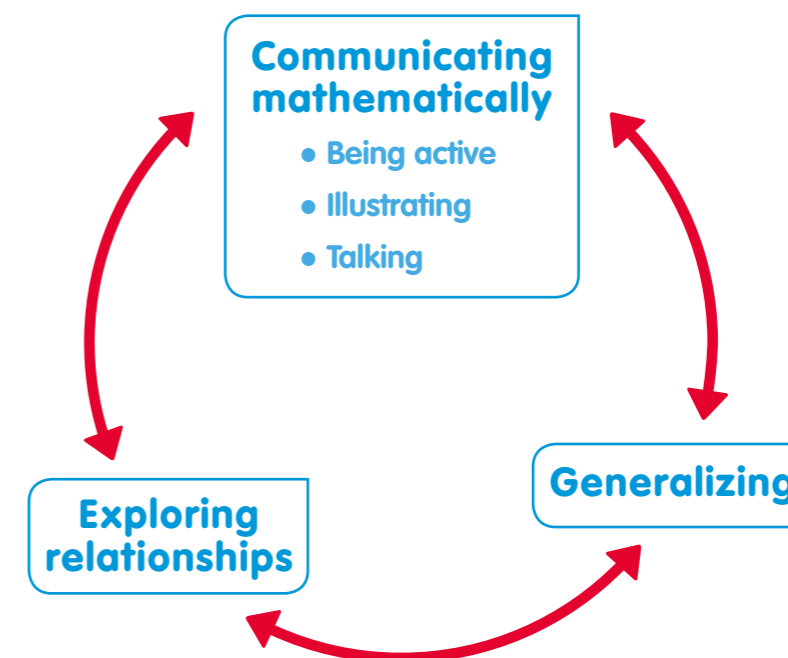 Communicating
mathematically
• Being active
• Illustrating
• Talking
Exploring
relationships
Generalizing